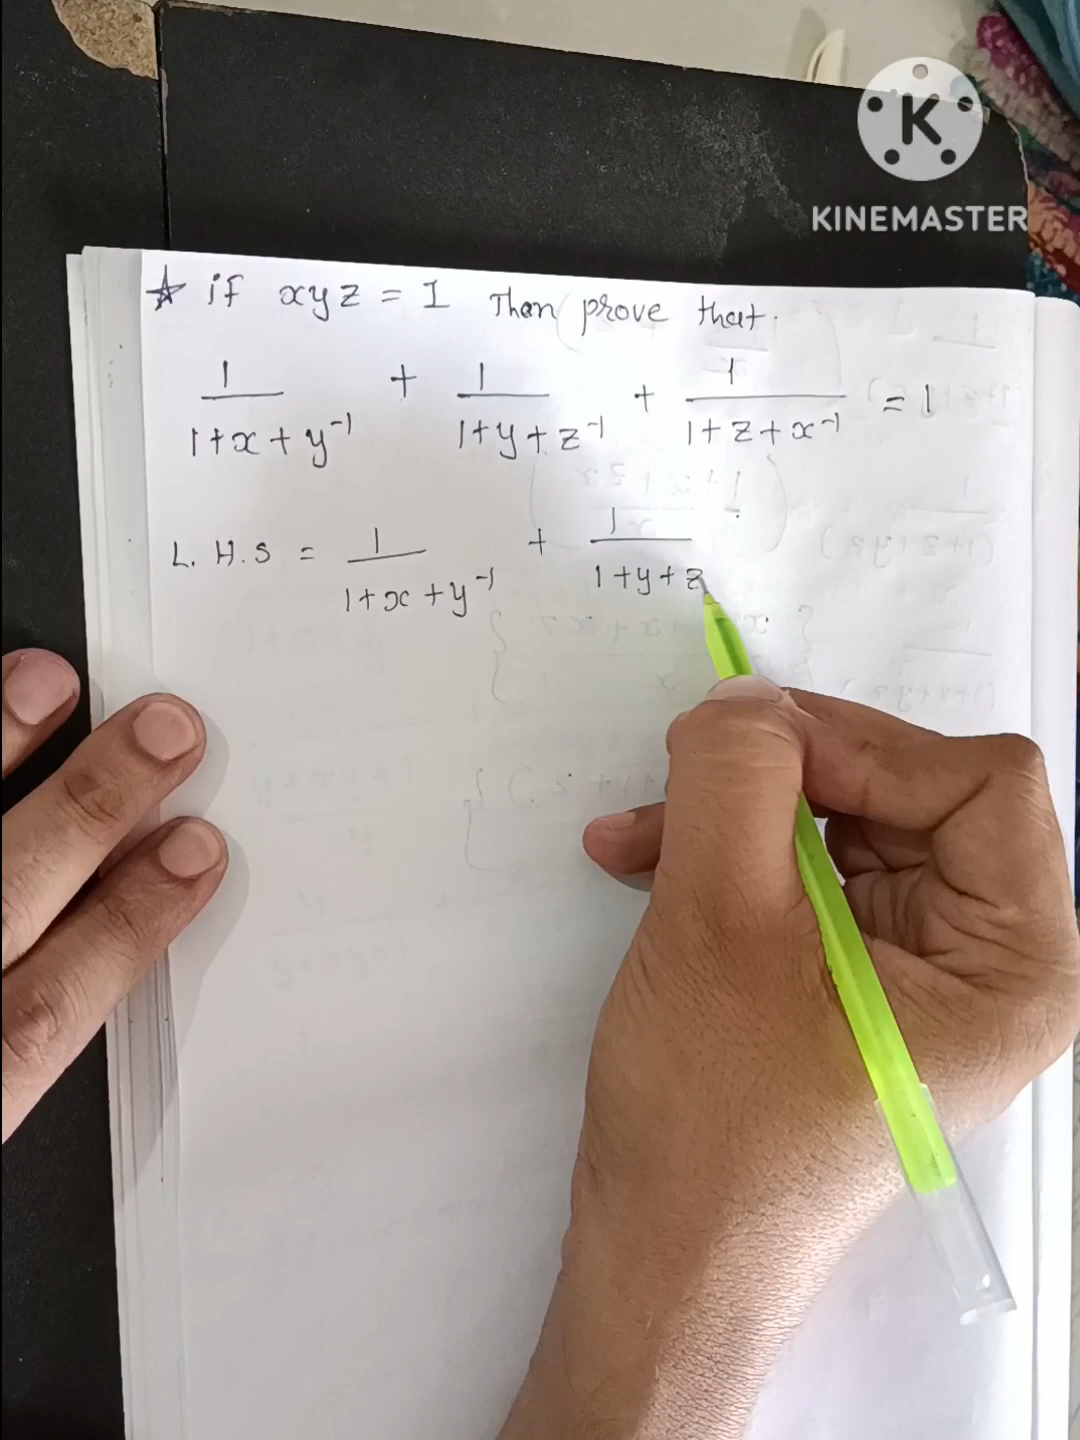 K
KINEMASTER
☆ if xyz = 1 Then prove that.
1/(1+x+y⁻¹) + 1/(1+y+z⁻¹) + 1/(1+z+x⁻¹) = 1
L.H.S = 1/(1+x+y⁻¹) + 1/(1+y+z